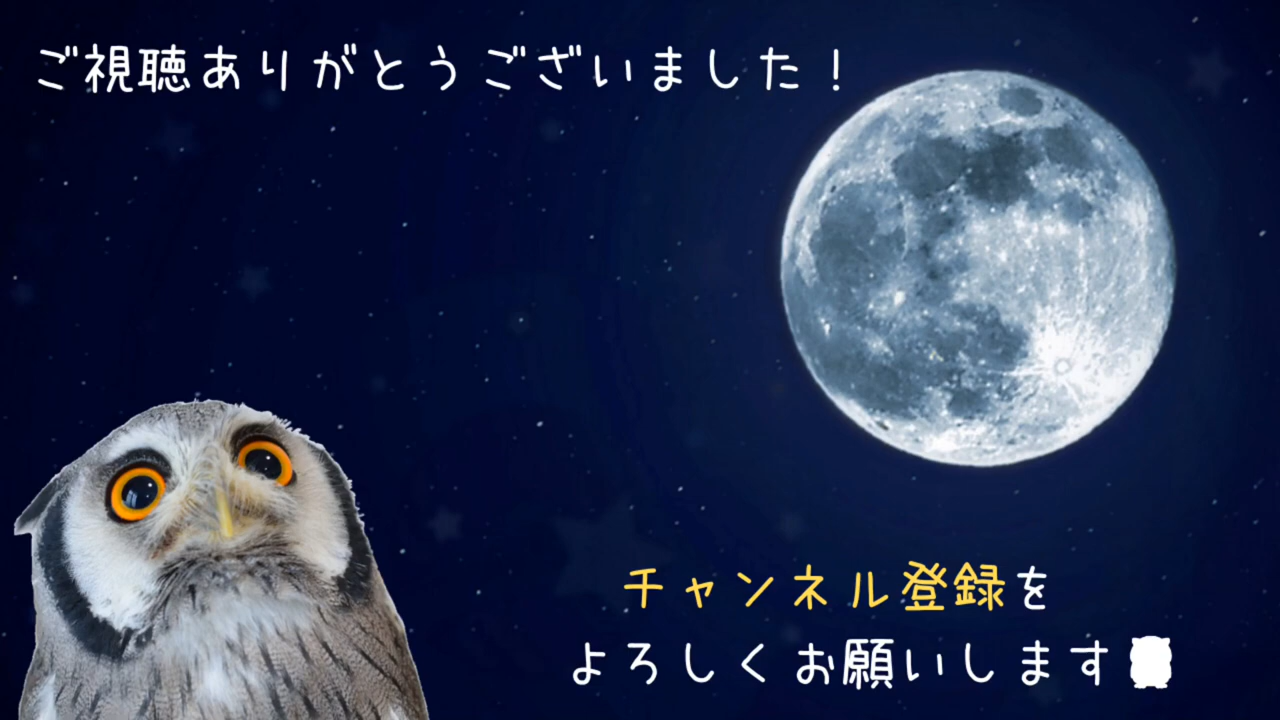 ご視聴ありがとうございました！
チャンネル登録を
よろしくお願いします